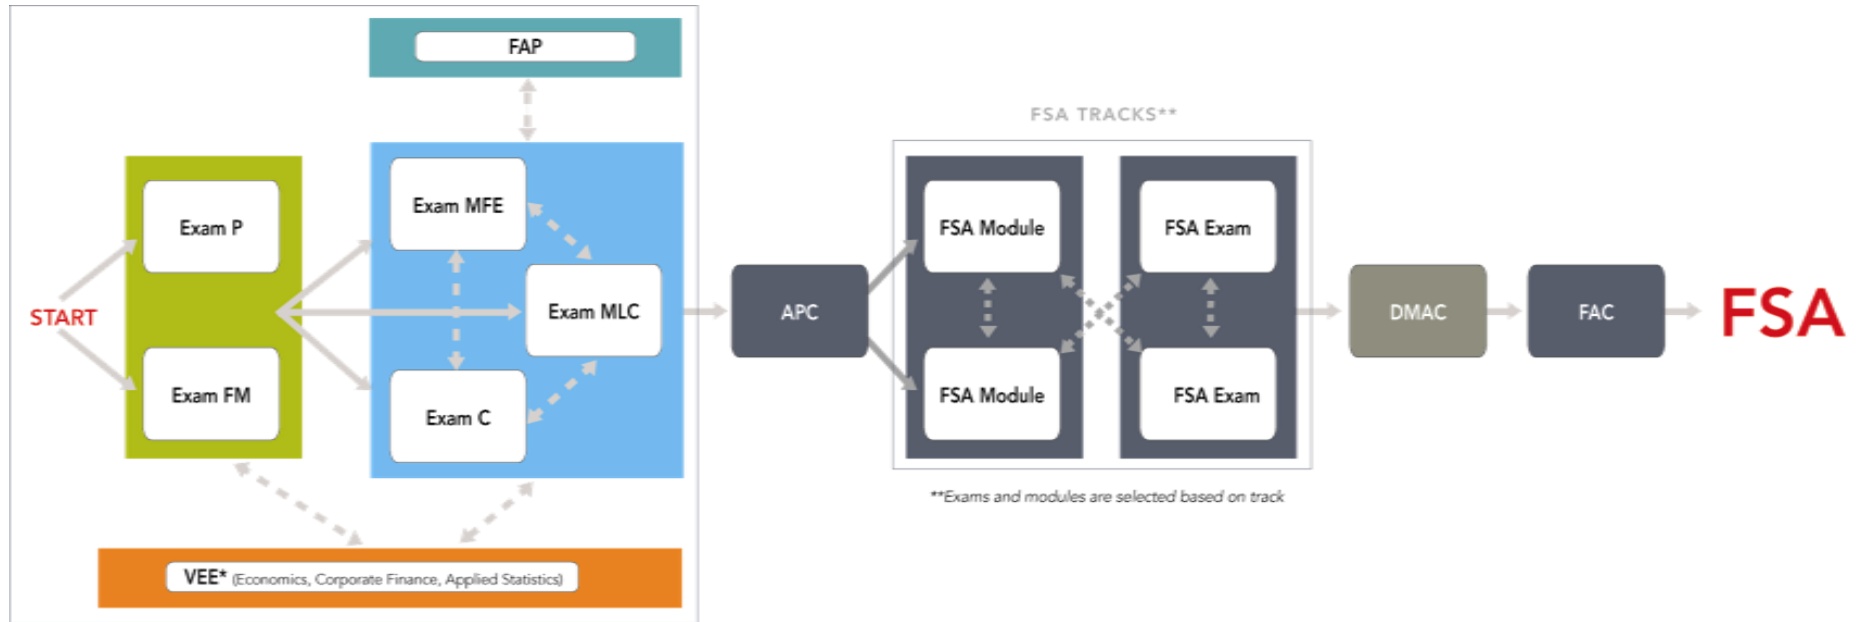 FAP
FSA TRACKS**
Exam P
Exam MFE
FSA Module
FSA Exam
START
Exam MLC
APC
DMAC
FAC
FSA
Exam FM
Exam C
FSA Module
FSA Exam
**Exams and modules are selected based on track
VEE* (Economics, Corporate Finance, Applied Statistics)